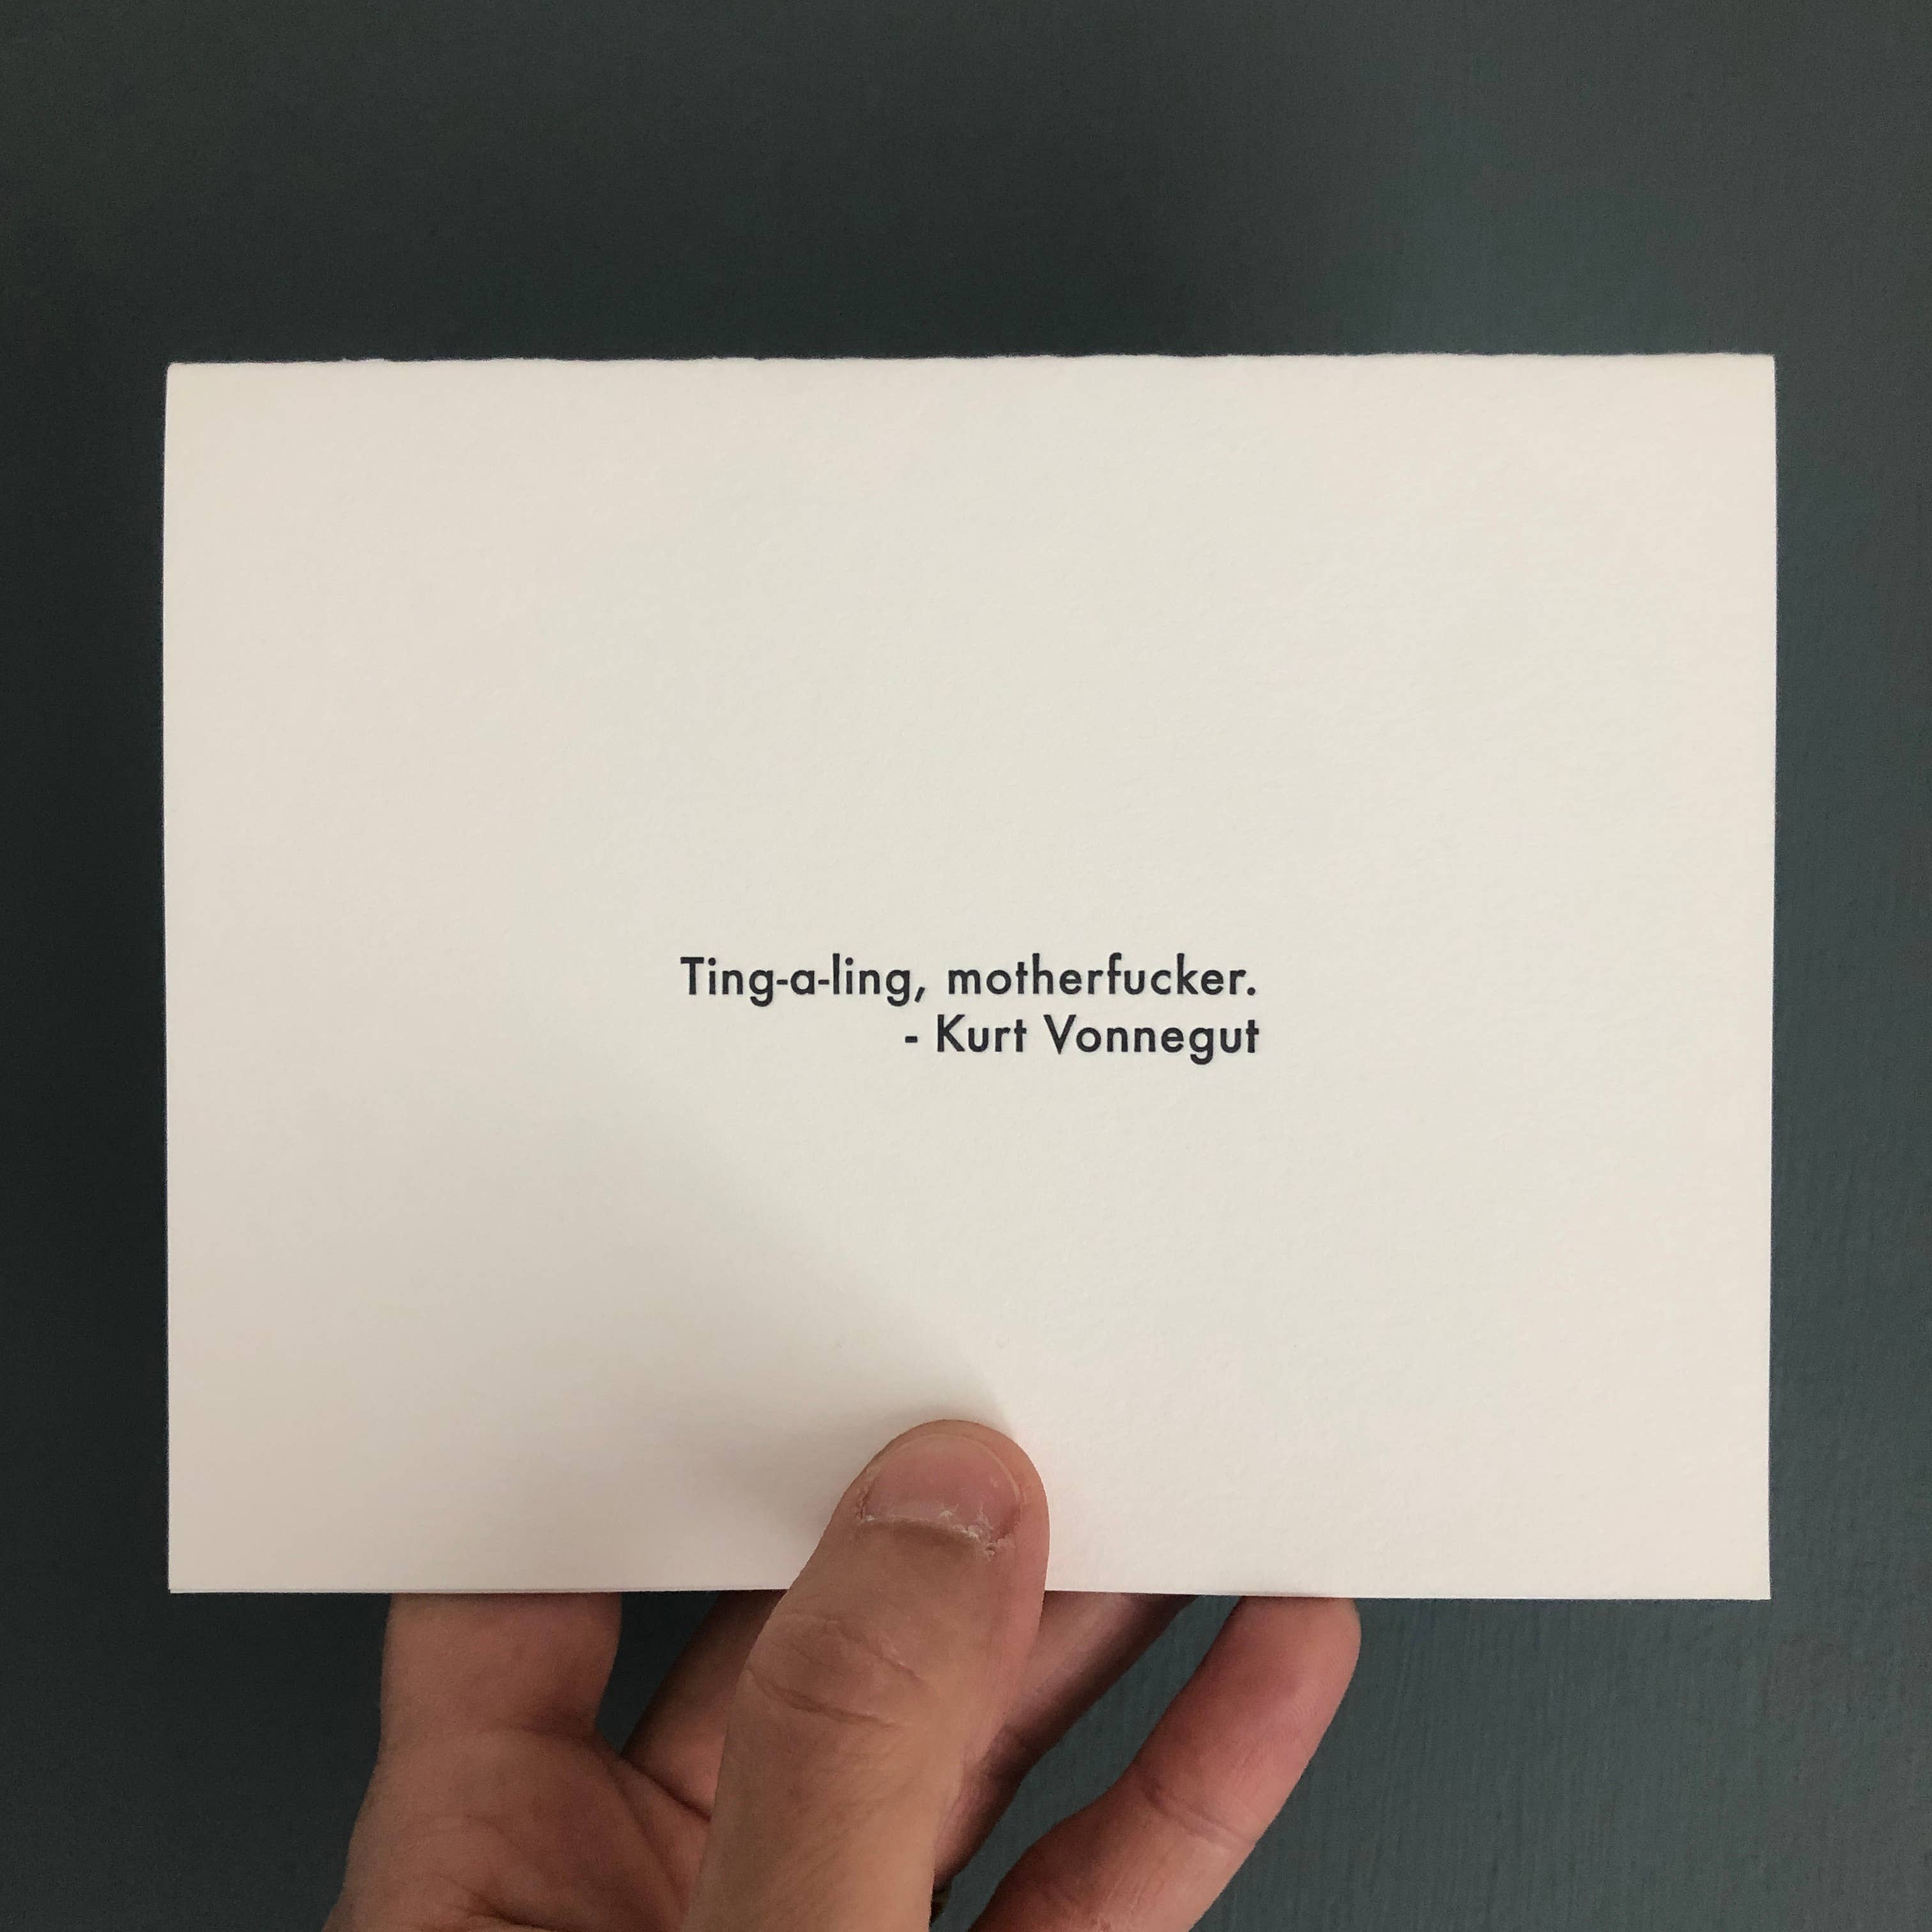 Ting-a-ling, motherfucker.
- Kurt Vonnegut